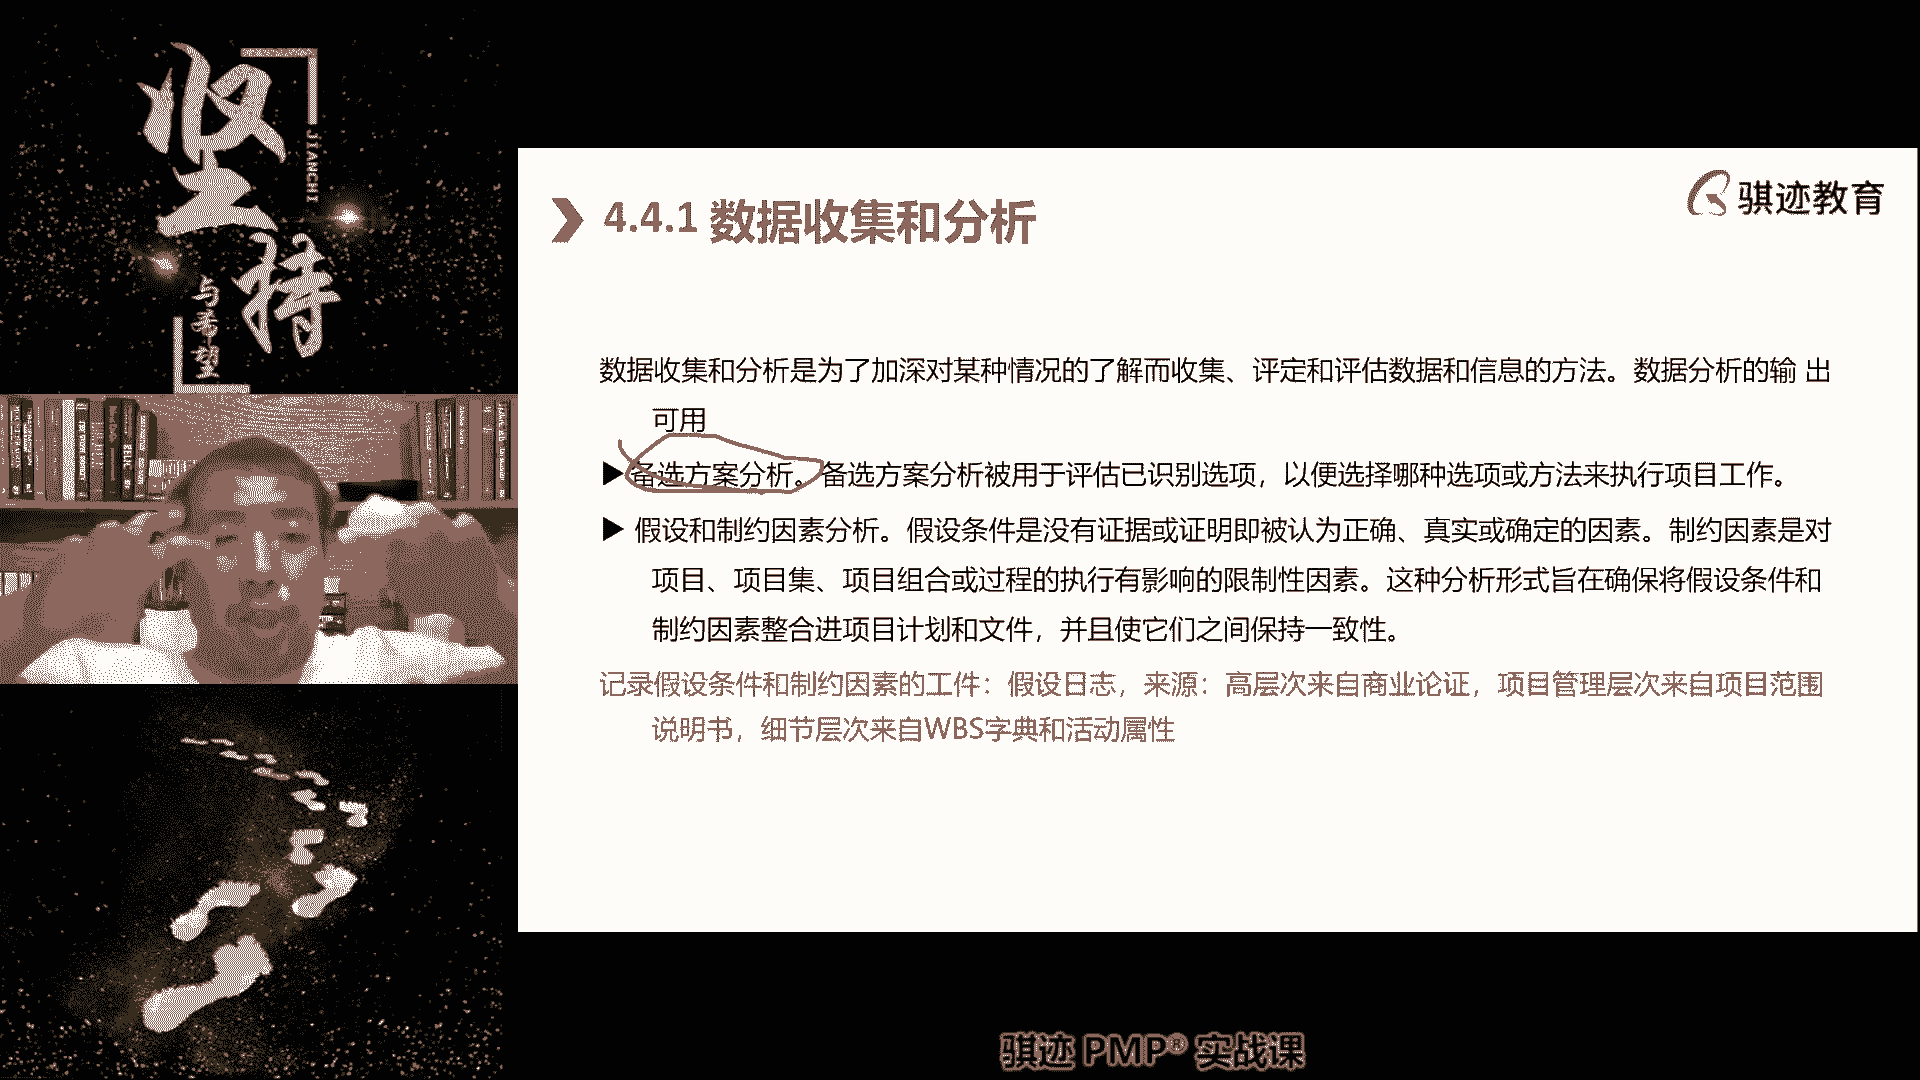 坚持
JIANCHI
与希望
骐迹教育
4.4.1 数据收集和分析
数据收集和分析是为了加深对某种情况的了解而收集、评定和评估数据和信息的方法。数据分析的输 出
可用
▶备选方案分析。备选方案分析被用于评估已识别选项，以便选择哪种选项或方法来执行项目工作。
▶ 假设和制约因素分析。假设条件是没有证据或证明即被认为正确、真实或确定的因素。制约因素是对
项目、项目集、项目组合或过程的执行有影响的限制性因素。这种分析形式旨在确保将假设条件和
制约因素整合进项目计划和文件，并且使它们之间保持一致性。
记录假设条件和制约因素的工件：假设日志，来源：高层次来自商业论证，项目管理层次来自项目范围
说明书，细节层次来自WBS字典和活动属性
骐迹 PMP® 实战课